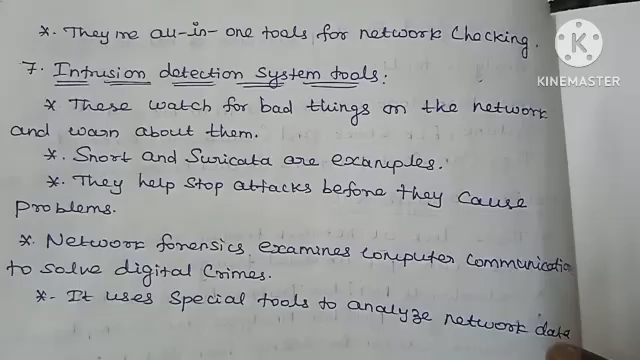 *. They're all-in-one tools for network Checking.
7. Intrusion detection System tools:
* These watch for bad things on the network
and warn about them.
*. Snort and Suricata are examples.
*. They help stop attacks before they cause
problems.
*. Network forensics examines computer communication
to solve digital crimes.
*. It uses special tools to analyze network data
KINEMASTER